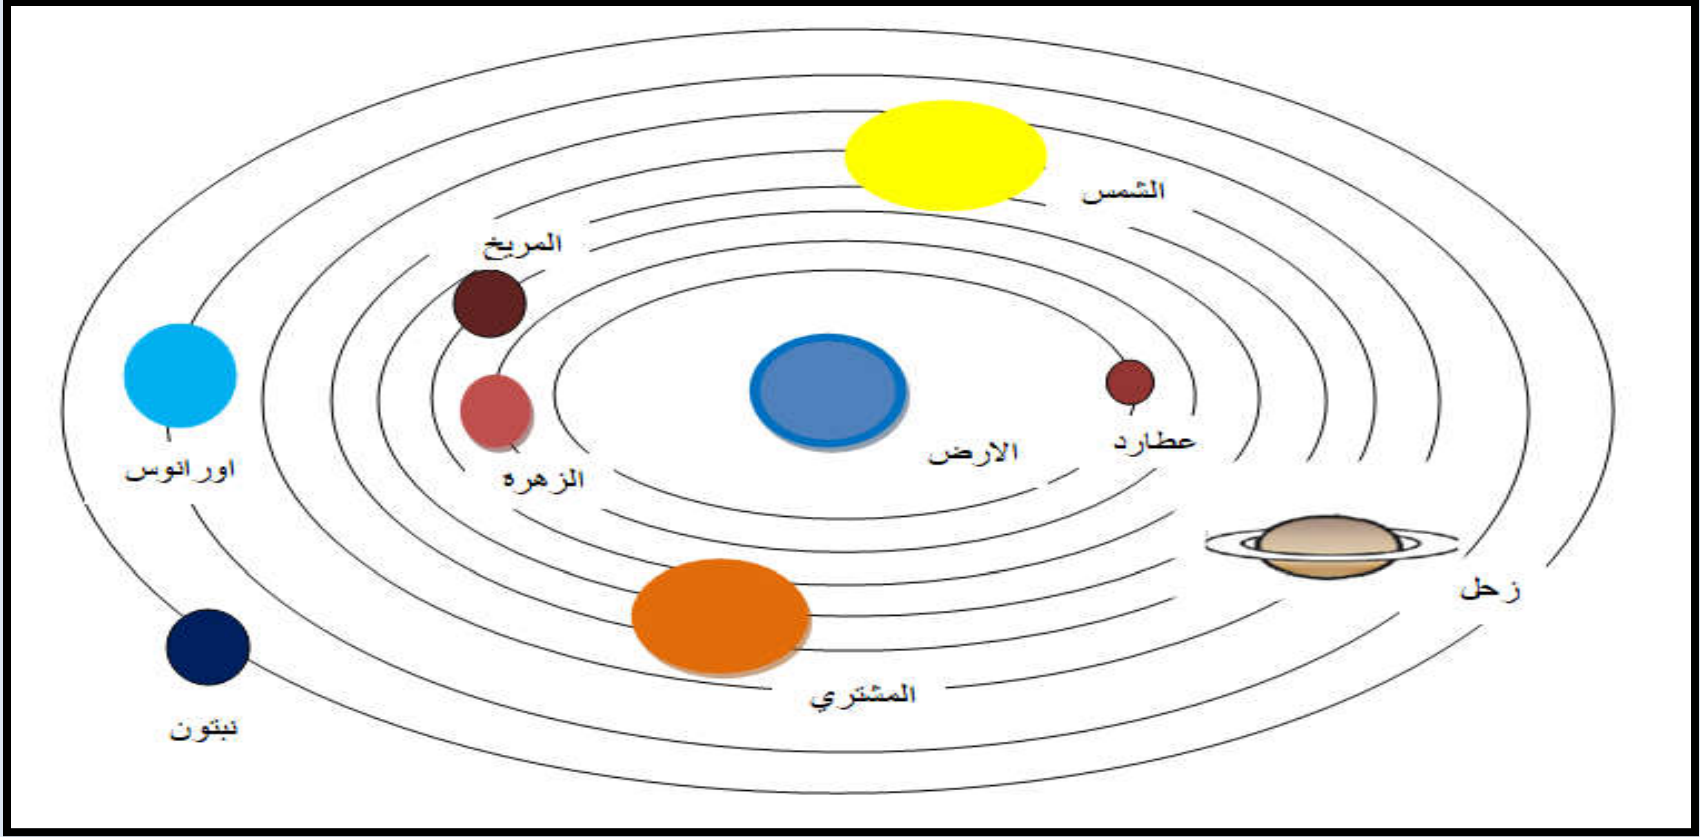 الشمس
المريخ
عطارد
الارض
اورانوس
الزهره
زحل
المشتري
نبتون